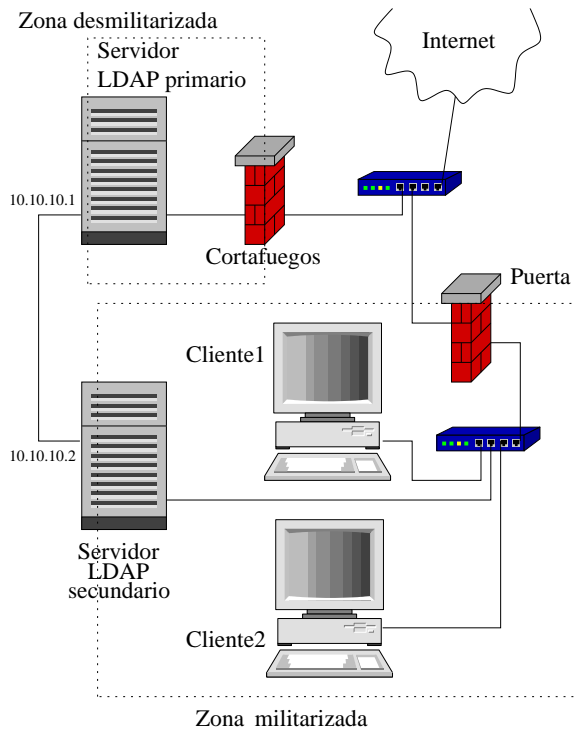 Zona desmilitarizada
Servidor
LDAP primario
Internet
10.10.10.1
Cortafuegos
Puerta
Cliente1
10.10.10.2
Servidor
LDAP
secundario
Cliente2
Zona militarizada